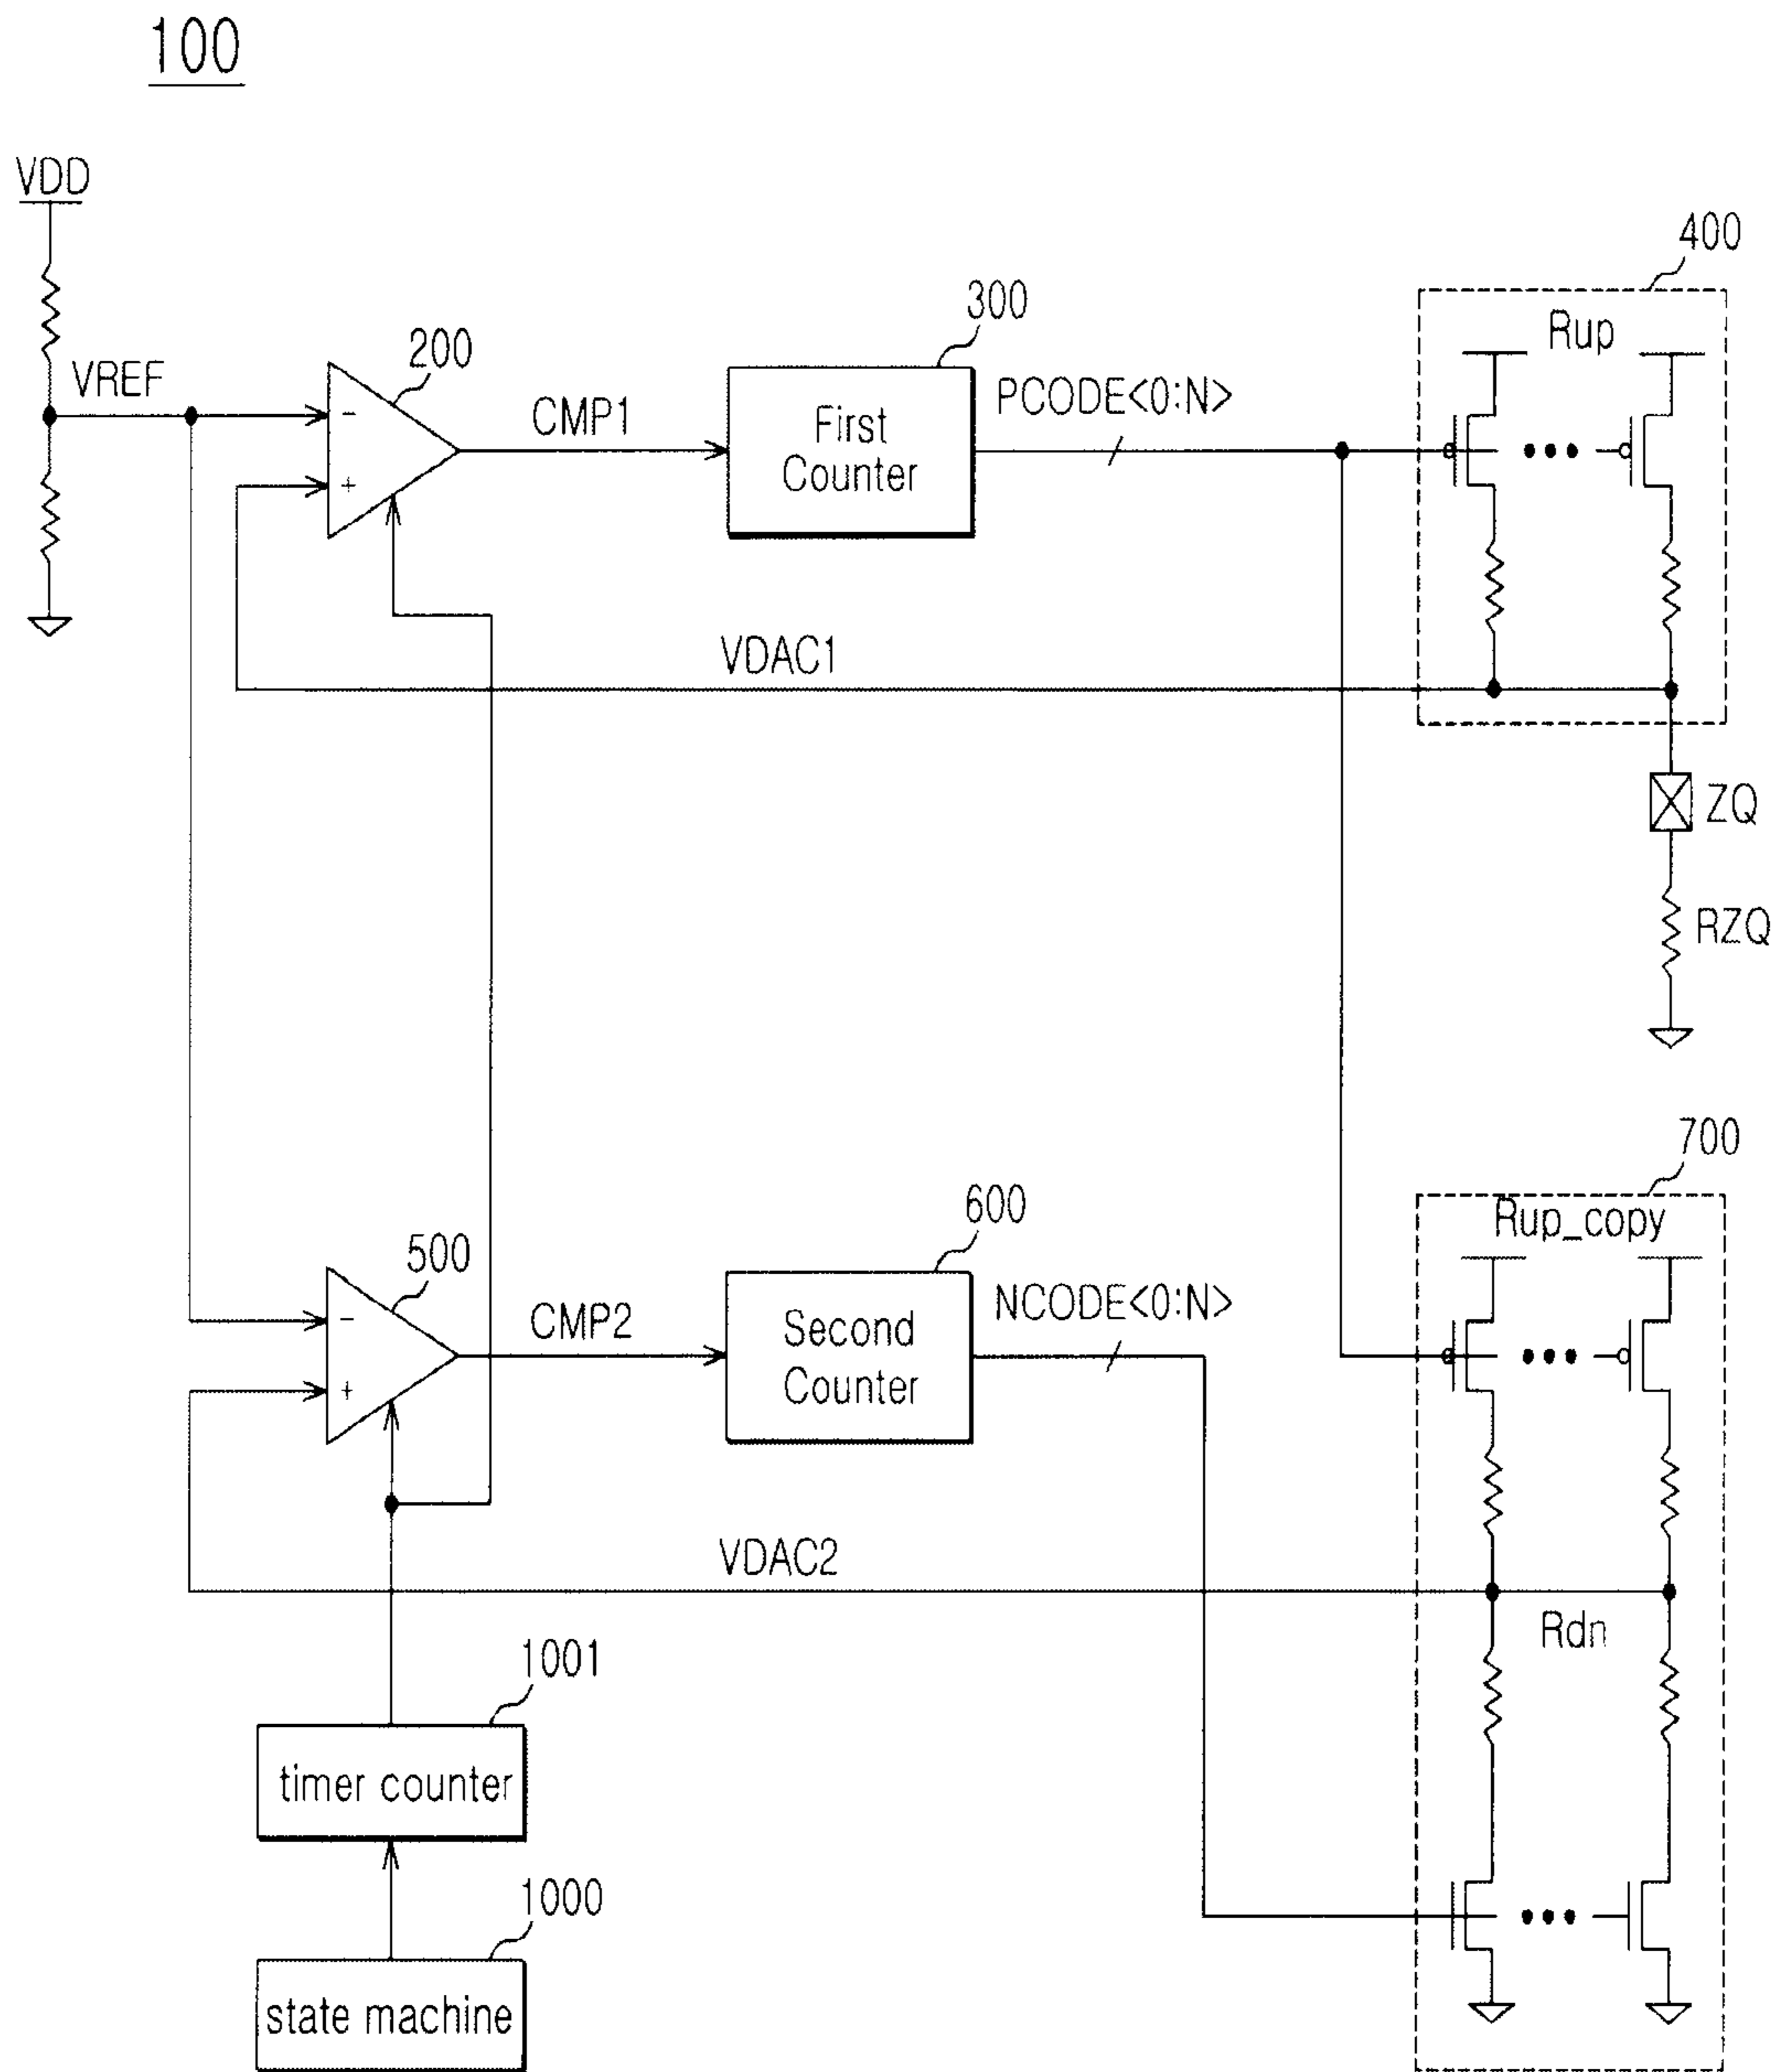 100
VDD
VREF
200
-
+
CMP1
300
First
Counter
PCODE<0:N>
400
Rup
VDAC1
ZQ
RZQ
500
-
+
CMP2
600
Second
Counter
NCODE<0:N>
700
Rup_copy
VDAC2
Rdn
1001
timer counter
1000
state machine